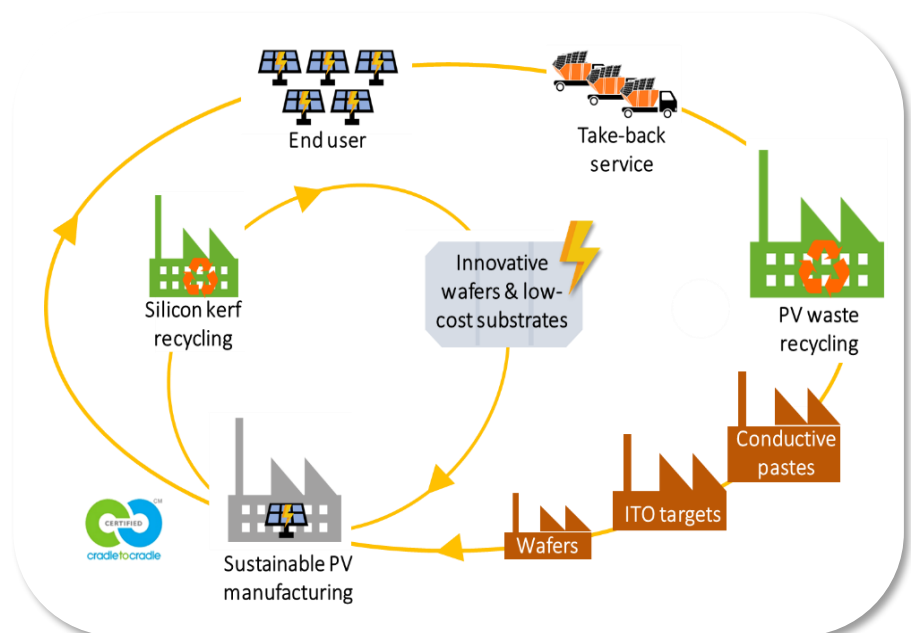 End user
Take-back
service
Silicon kerf
recycling
Innovative
wafers & low-
cost substrates
PV waste
recycling
Conductive
pastes
ITO targets
Wafers
CERTIFIED
CM
cradletocradle
Sustainable PV
manufacturing